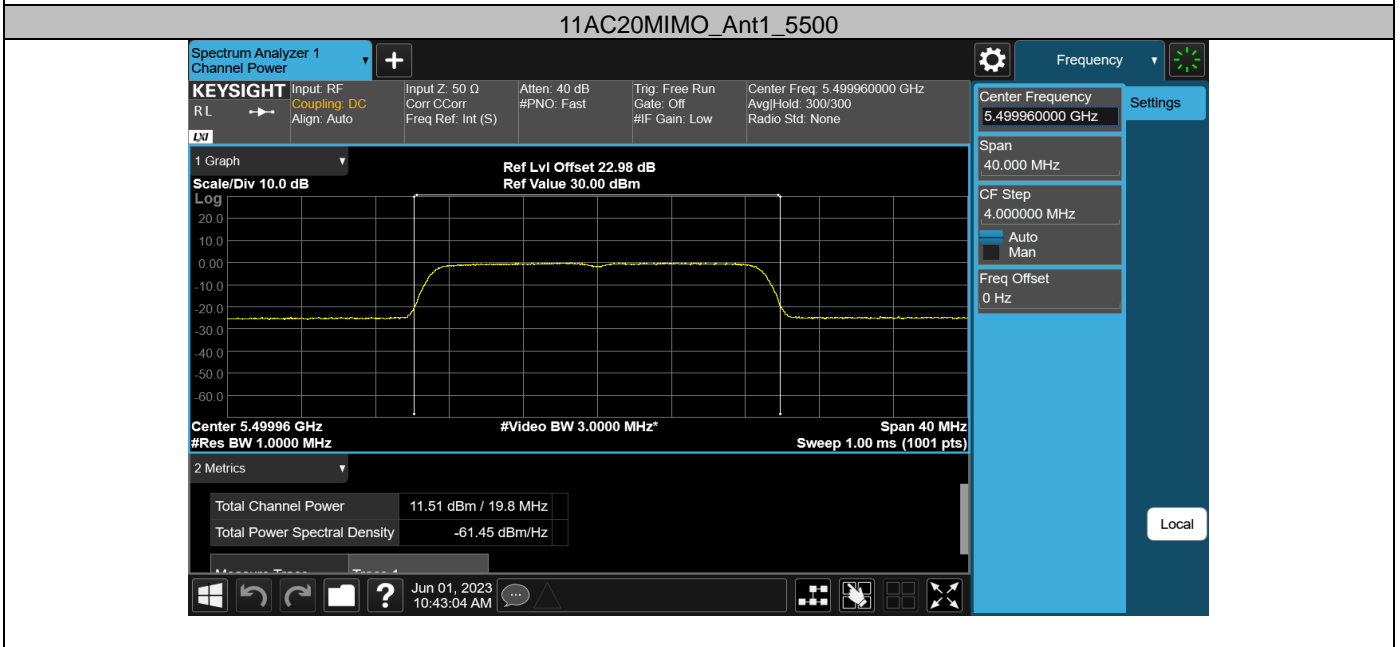 11AC20MIMO_Ant1_5500
Spectrum Analyzer 1
Channel Power
Frequency
KEYSIGHT
RL
LXI
Input: RF
Coupling: DC
Align: Auto
Input Z: 50 Ω
Corr CCorr
Freq Ref: Int (S)
Atten: 40 dB
#PNO: Fast
Trig: Free Run
Gate: Off
#IF Gain: Low
Center Freq: 5.499960000 GHz
Avg|Hold: 300/300
Radio Std: None
Center Frequency
5.499960000 GHz
Settings
Span
40.000 MHz
CF Step
4.000000 MHz
Auto
Man
Freq Offset
0 Hz
Local
1 Graph
Ref Lvl Offset 22.98 dB
Scale/Div 10.0 dB
Ref Value 30.00 dBm
Log
20.0
10.0
0.00
-10.0
-20.0
-30.0
-40.0
-50.0
-60.0
Center 5.49996 GHz
#Video BW 3.0000 MHz*
Span 40 MHz
#Res BW 1.0000 MHz
Sweep 1.00 ms (1001 pts)
2 Metrics
Total Channel Power
11.51 dBm / 19.8 MHz
Total Power Spectral Density
-61.45 dBm/Hz
?
Jun 01, 2023
10:43:04 AM